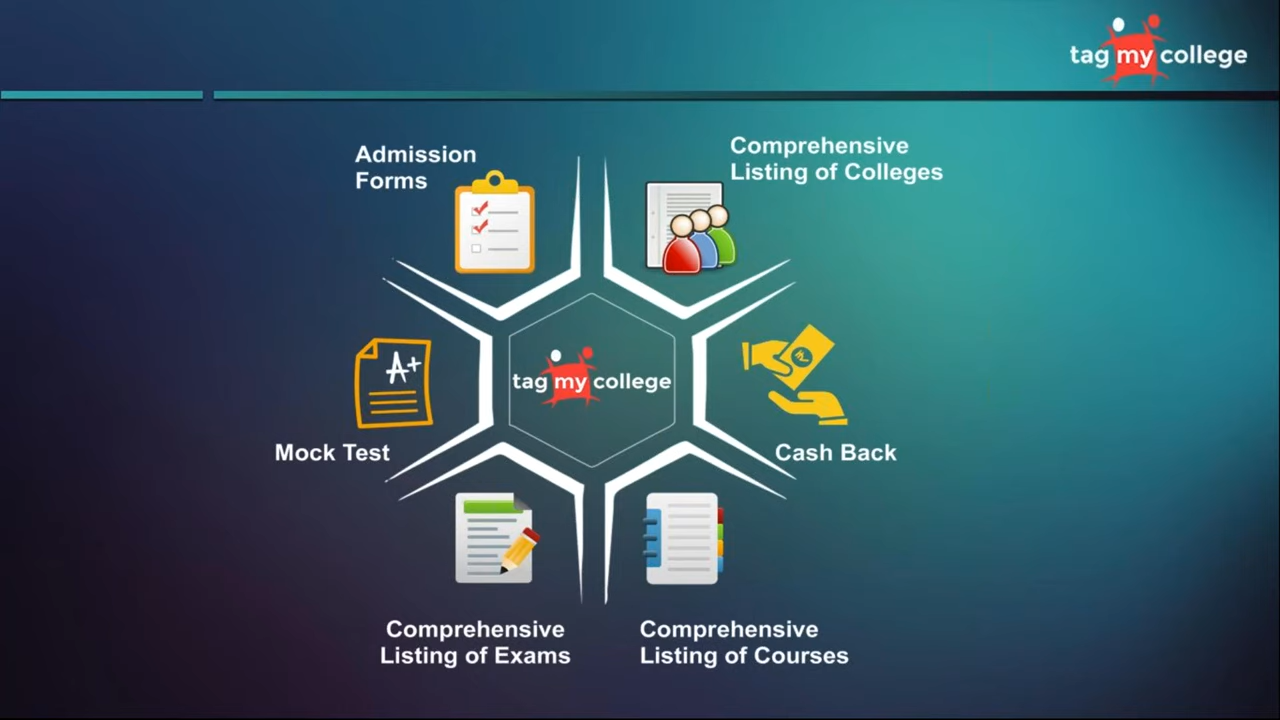 tag my college
Admission
Forms
Comprehensive
Listing of Colleges
A+
tag my college
Mock Test
Cash Back
Comprehensive
Listing of Exams
Comprehensive
Listing of Courses